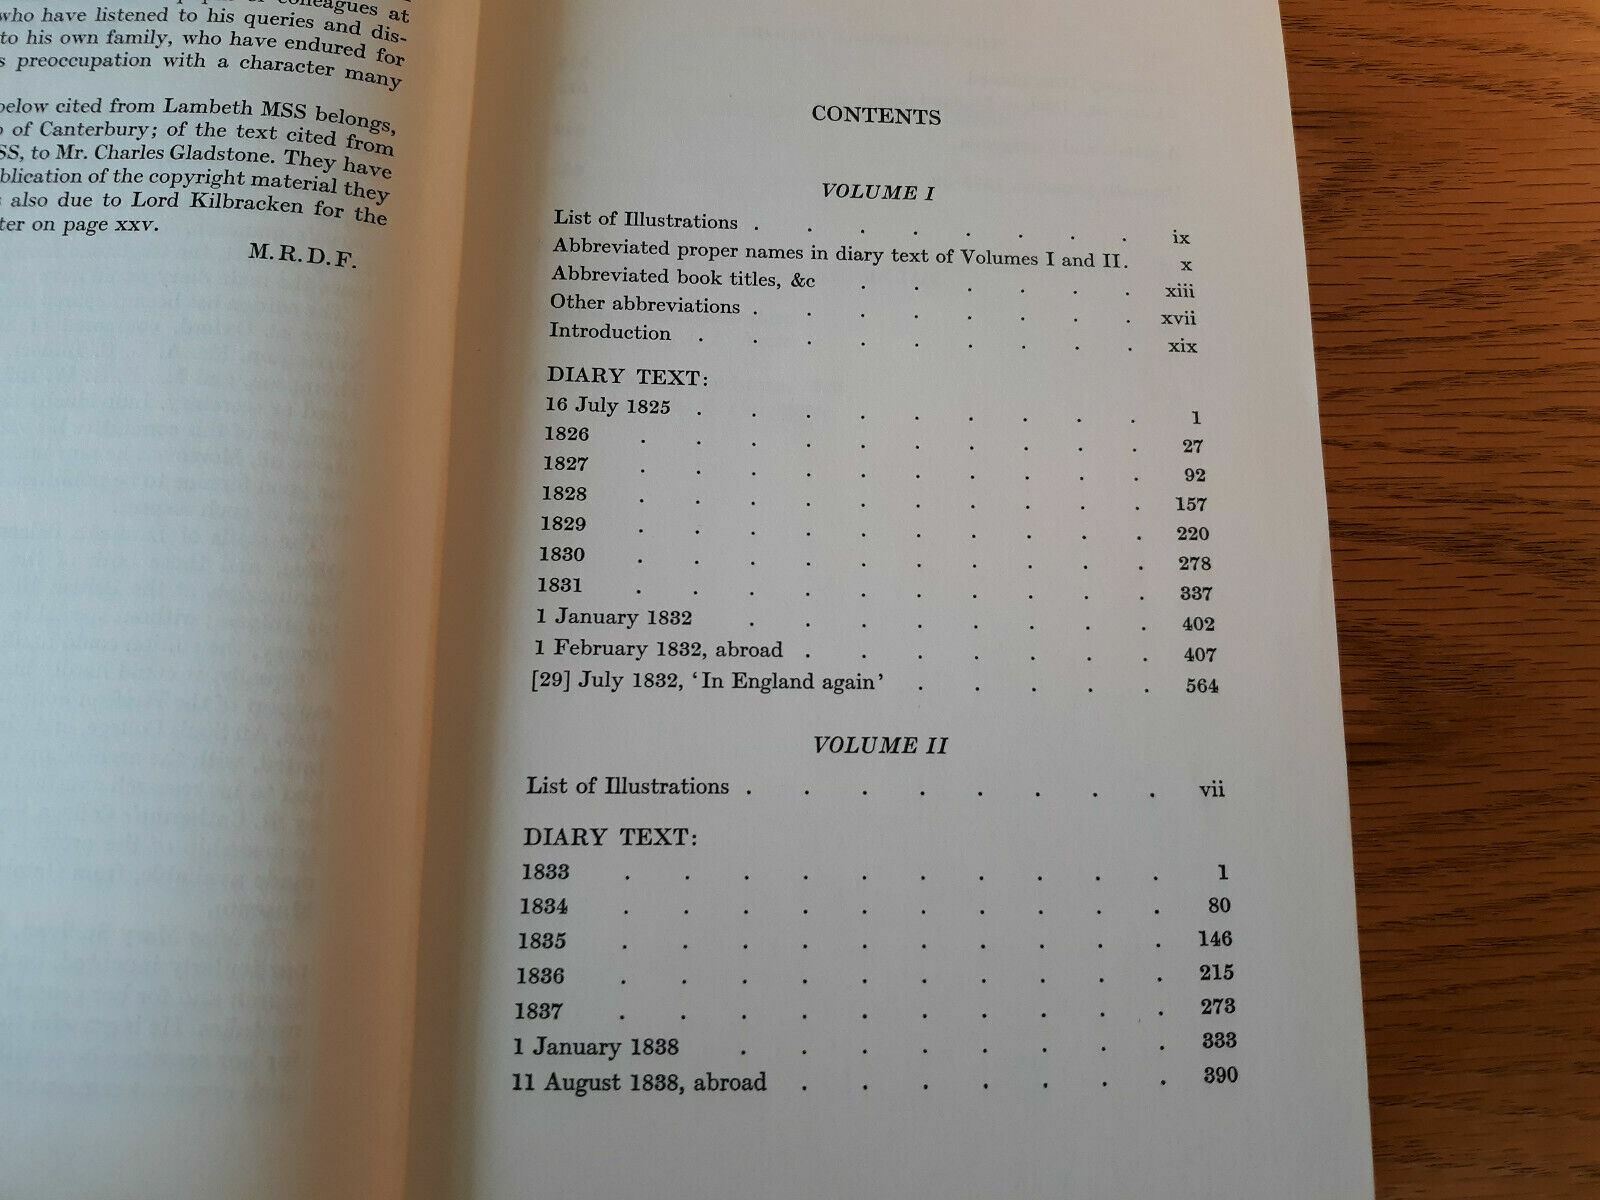 colleagues at
who have listened to his queries and dis-
to his own family, who have endured for
s preoccupation with a character many
below cited from Lambeth MSS belongs,
of Canterbury; of the text cited from
SS, to Mr. Charles Gladstone. They have
blication of the copyright material they
also due to Lord Kilbracken for the
ter on page xxv.
M. R. D. F.
CONTENTS
VOLUME I
List of Illustrations . . . . . . . . ix
Abbreviated proper names in diary text of Volumes I and II. x
Abbreviated book titles, &c . . . . . . xiii
Other abbreviations . . . . . . . . xvii
Introduction . . . . . . . . . xix
DIARY TEXT:
16 July 1825 . . . . . . . . . 1
1826 . . . . . . . . . . 27
1827 . . . . . . . . . . 92
1828 . . . . . . . . . . 157
1829 . . . . . . . . . . 220
1830 . . . . . . . . . . 278
1831 . . . . . . . . . . 337
1 January 1832 . . . . . . . . 402
1 February 1832, abroad . . . . . . . 407
[29] July 1832, 'In England again' . . . . . 564
VOLUME II
List of Illustrations . . . . . . . . vii
DIARY TEXT:
1833 . . . . . . . . . . 1
1834 . . . . . . . . . . 80
1835 . . . . . . . . . . 146
1836 . . . . . . . . . . 215
1837 . . . . . . . . . . 273
1 January 1838 . . . . . . . . 333
11 August 1838, abroad . . . . . . . 390